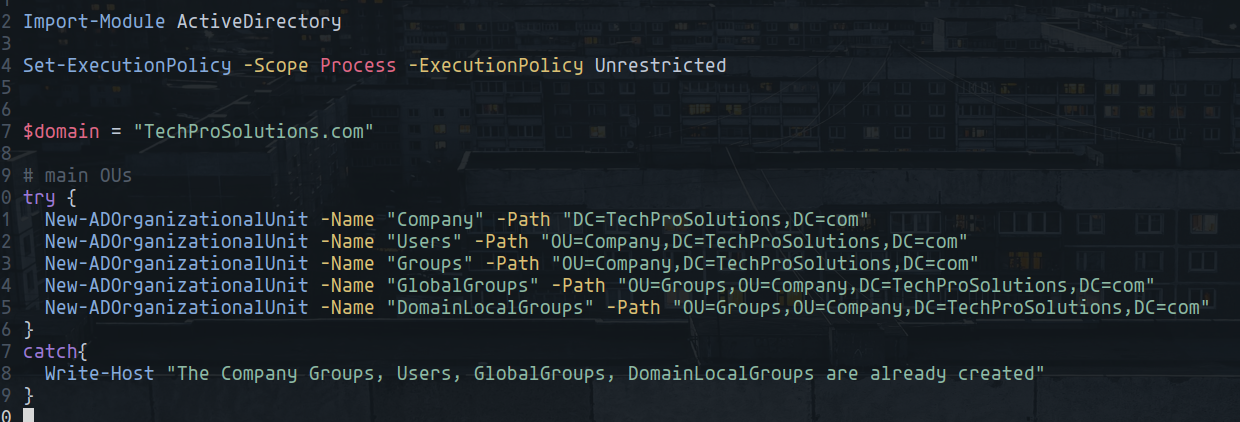 2 Import-Module ActiveDirectory
3
4 Set-ExecutionPolicy -Scope Process -ExecutionPolicy Unrestricted
5
6
7 $domain = "TechProSolutions.com"
8
9 # main OUs
0 try {
1   New-ADOrganizationalUnit -Name "Company" -Path "DC=TechProSolutions,DC=com"
2   New-ADOrganizationalUnit -Name "Users" -Path "OU=Company,DC=TechProSolutions,DC=com"
3   New-ADOrganizationalUnit -Name "Groups" -Path "OU=Company,DC=TechProSolutions,DC=com"
4   New-ADOrganizationalUnit -Name "GlobalGroups" -Path "OU=Groups,OU=Company,DC=TechProSolutions,DC=com"
5   New-ADOrganizationalUnit -Name "DomainLocalGroups" -Path "OU=Groups,OU=Company,DC=TechProSolutions,DC=com"
6 }
7 catch{
8   Write-Host "The Company Groups, Users, GlobalGroups, DomainLocalGroups are already created"
9 }
0